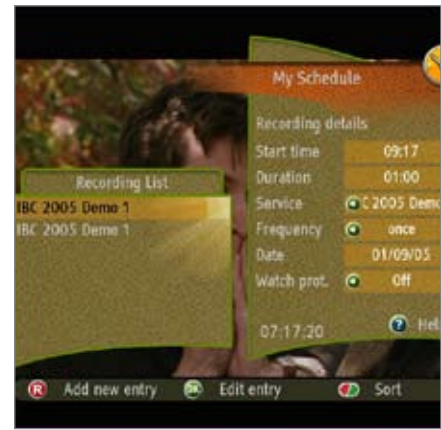 My Schedule
Recording details
Start time 09:17
Duration 01:00
Service C 2005 Demo
Frequency once
Date 01/09/05
Watch prot. Off
07:17:20
? Hel
Recording List
IBC 2005 Demo 1
IBC 2005 Demo 1
R Add new entry OK Edit entry Sort